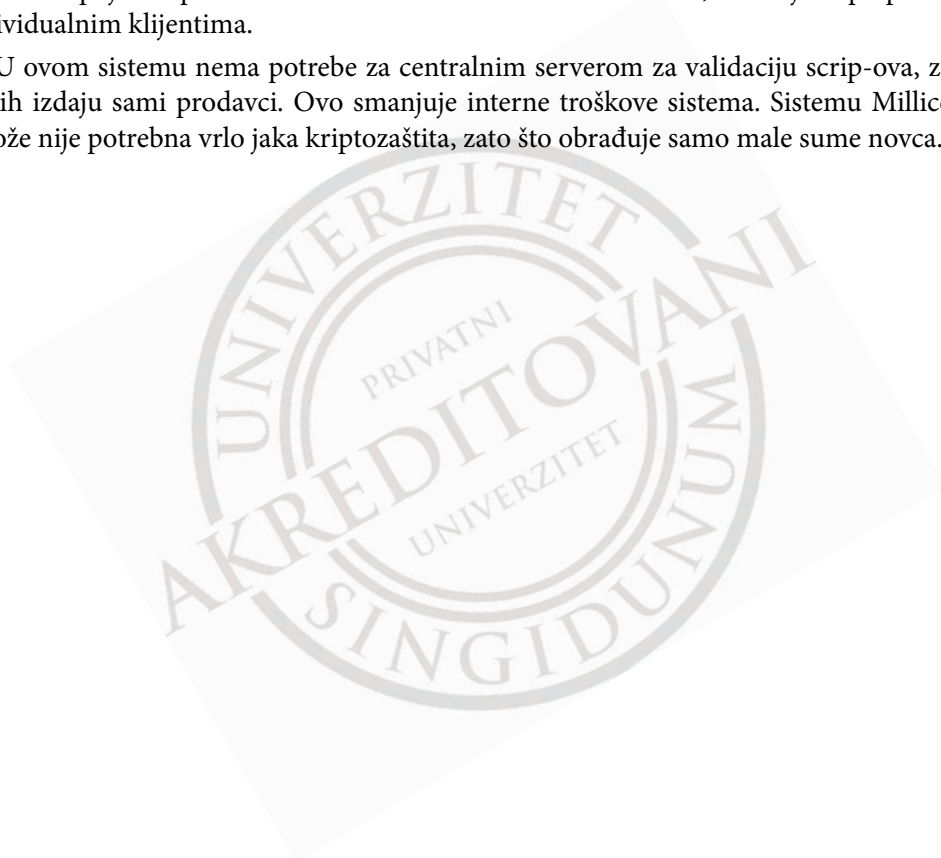 ividualnim klijentima.
U ovom sistemu nema potrebe za centralnim serverom za validaciju scrip-ova, z
ih izdaju sami prodavci. Ovo smanjuje interne troškove sistema. Sistemu Millic
ože nije potrebna vrlo jaka kriptozaštita, zato što obrađuje samo male sume novca.
UNIVERZITET
PRIVATNI
AKREDITOVANI
UNIVERZITET
SINGIDUNUM